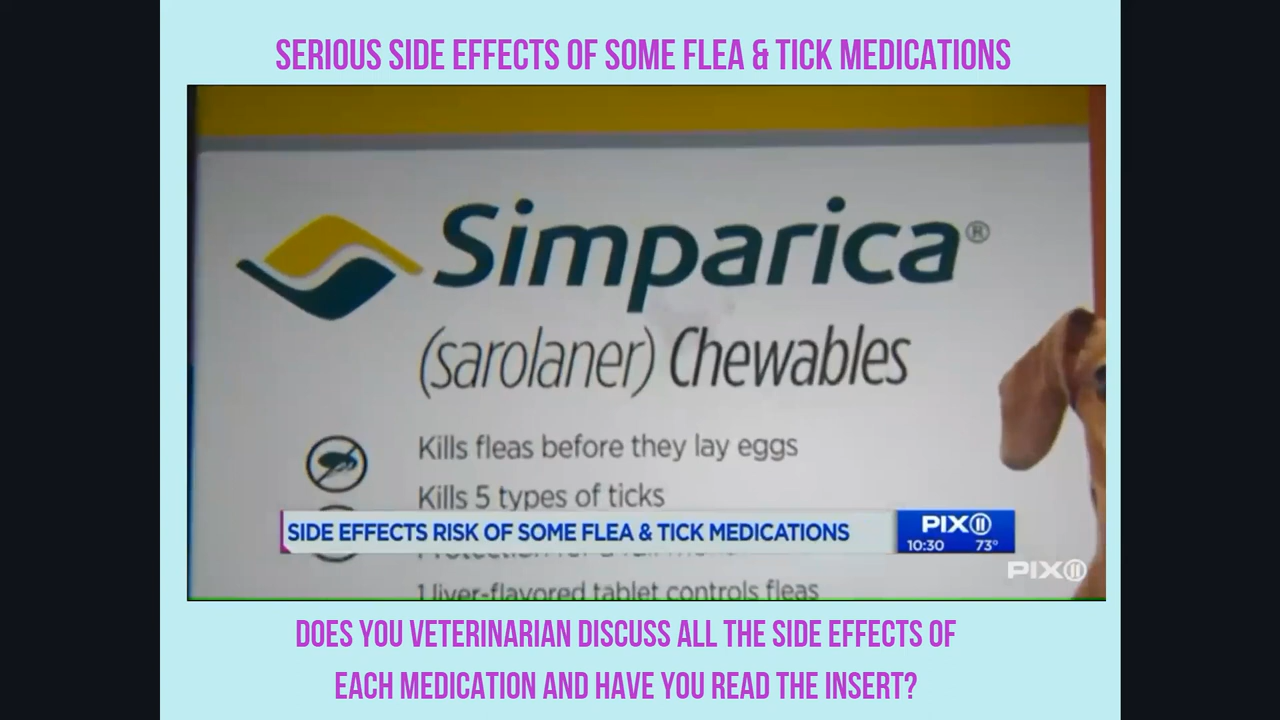 SERIOUS SIDE EFFECTS OF SOME FLEA & TICK MEDICATIONS
Simparica®
(sarolaner) Chewables
Kills fleas before they lay eggs
Kills 5 types of ticks
SIDE EFFECTS RISK OF SOME FLEA & TICK MEDICATIONS
PIX11
10:30 73°
PIX11
1 liver-flavored tablet controls fleas
DOES YOU VETERINARIAN DISCUSS ALL THE SIDE EFFECTS OF
EACH MEDICATION AND HAVE YOU READ THE INSERT?